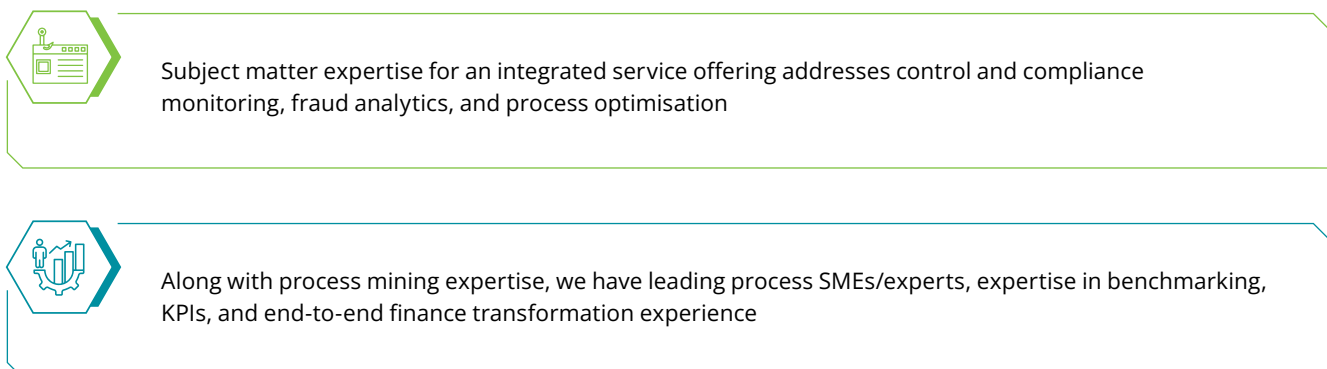 Subject matter expertise for an integrated service offering addresses control and compliance
monitoring, fraud analytics, and process optimisation
Along with process mining expertise, we have leading process SMEs/experts, expertise in benchmarking,
KPIs, and end-to-end finance transformation experience